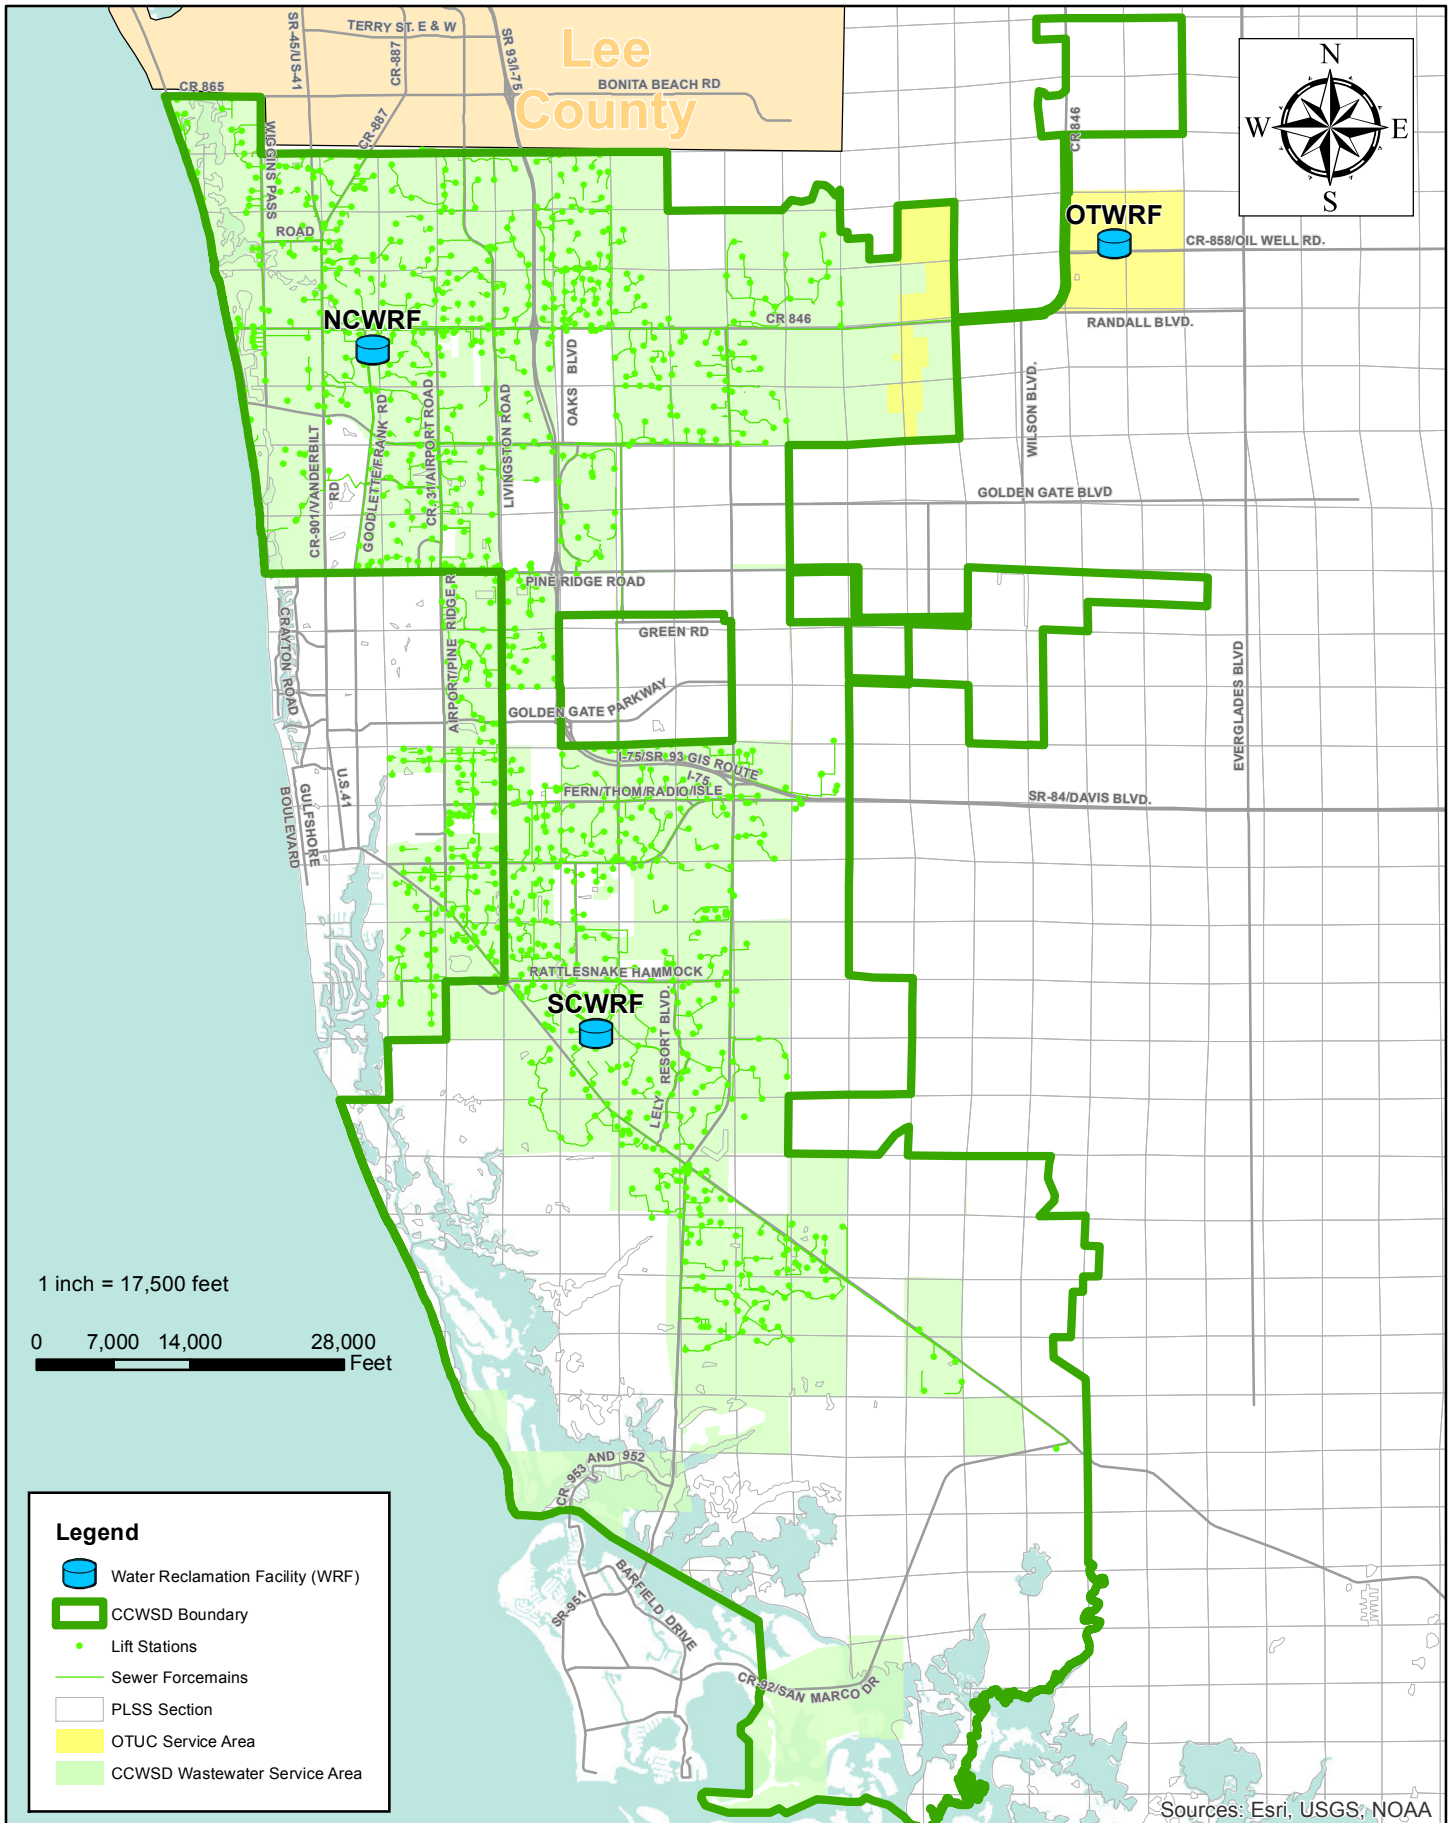 SR-45/US-41
TERRY ST. E & W
CR-887
SR 93/I-75
Lee
County
BONITA BEACH RD
CR 865
CR-887
WIGGINS PASS
ROAD
CR 846
N
W
E
S
OTWRF
CR-858/OIL WELL RD.
RANDALL BLVD.
NCWRF
CR 846
OAKS BLVD
WILSON BLVD.
CR-901/VANDERBILT
RD
GOODLETTE/FRANK RD
CR 31/AIRPORT ROAD
LIVINGSTON ROAD
GOLDEN GATE BLVD
PINE RIDGE ROAD
AIRPORT/PINE RIDGE R
GREEN RD
CRAYTON ROAD
GOLDEN GATE PARKWAY
EVERGLADES BLVD
U.S.41
GULFSHORE
BOULEVARD
I-75/SR 93 GIS ROUTE
I-75
FERN/THOM/RADIO/ISLE
SR-84/DAVIS BLVD.
RATTLESNAKE HAMMOCK
SCWRF
LELY RESORT BLVD.
1 inch = 17,500 feet
0 7,000 14,000 28,000
Feet
CR 953 AND 952
BARFIELD DRIVE
SR-951
CR-92/SAN MARCO DR
Legend
Water Reclamation Facility (WRF)
CCWSD Boundary
Lift Stations
Sewer Forcemains
PLSS Section
OTUC Service Area
CCWSD Wastewater Service Area
Sources: Esri, USGS, NOAA